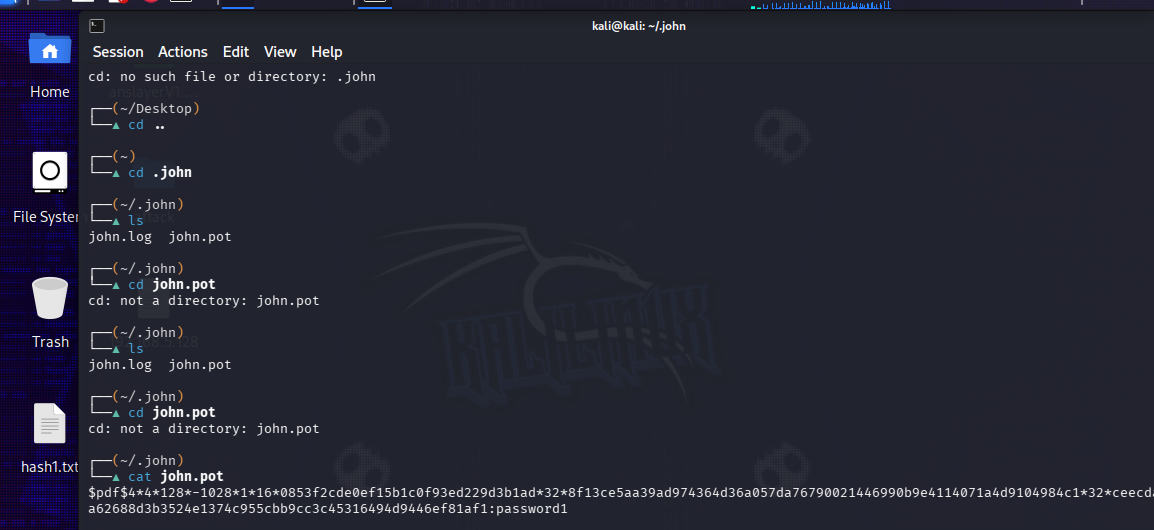 kali@kali: ~/.john
Session Actions Edit View Help
cd: no such file or directory: .john
(~/Desktop)
cd ..
(~)
cd .john
(~/.john)
ls
john.log john.pot
(~/.john)
cd john.pot
cd: not a directory: john.pot
(~/.john)
ls
john.log john.pot
(~/.john)
cd john.pot
cd: not a directory: john.pot
(~/.john)
cat john.pot
$pdf$4*4*128*-1028*1*16*0853f2cde0ef15b1c0f93ed229d3b1ad*32*8f13ce5aa39ad974364d36a057da76790021446990b9e4114071a4d9104984c1*32*ceecda
a62688d3b3524e1374c955cbb9cc3c45316494d9446ef81af1:password1
Home
File System
Trash
hash1.txt
KALI LINUX